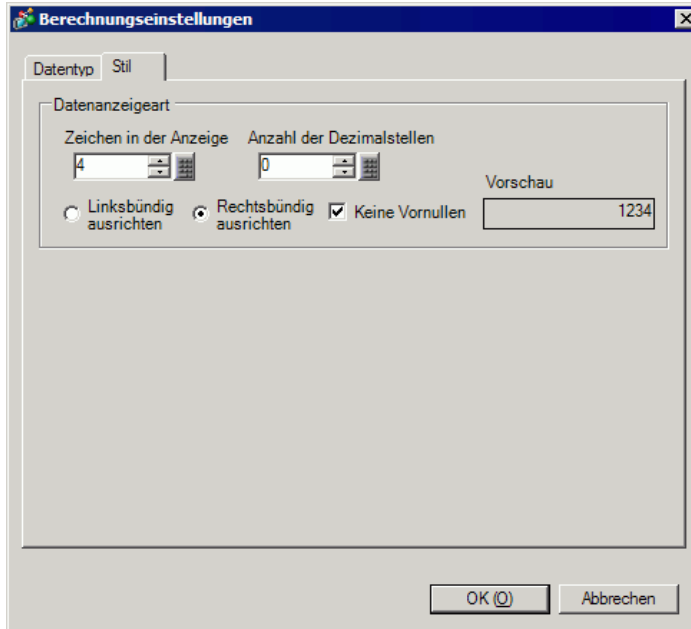 Berechnungseinstellungen
Datentyp Stil
Datenanzeigeart
Zeichen in der Anzeige Anzahl der Dezimalstellen
4 0
Vorschau
Linksbündig Rechtsbündig Keine Vornullen 1234
ausrichten ausrichten
OK (O) Abbrechen